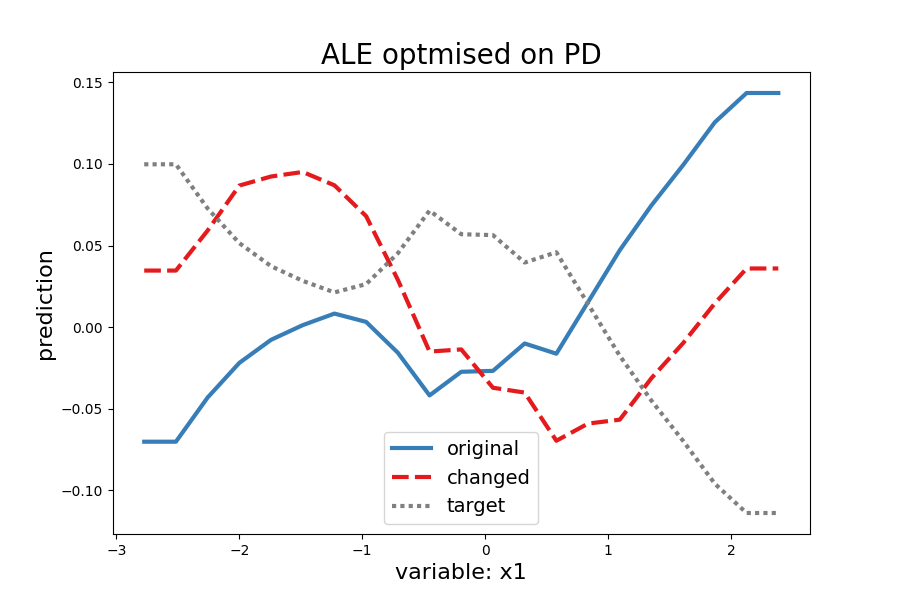 ALE optmised on PD
0.15
0.10
0.05
0.00
−0.05
−0.10
prediction
original
changed
target
−3 −2 −1 0 1 2
variable: x1